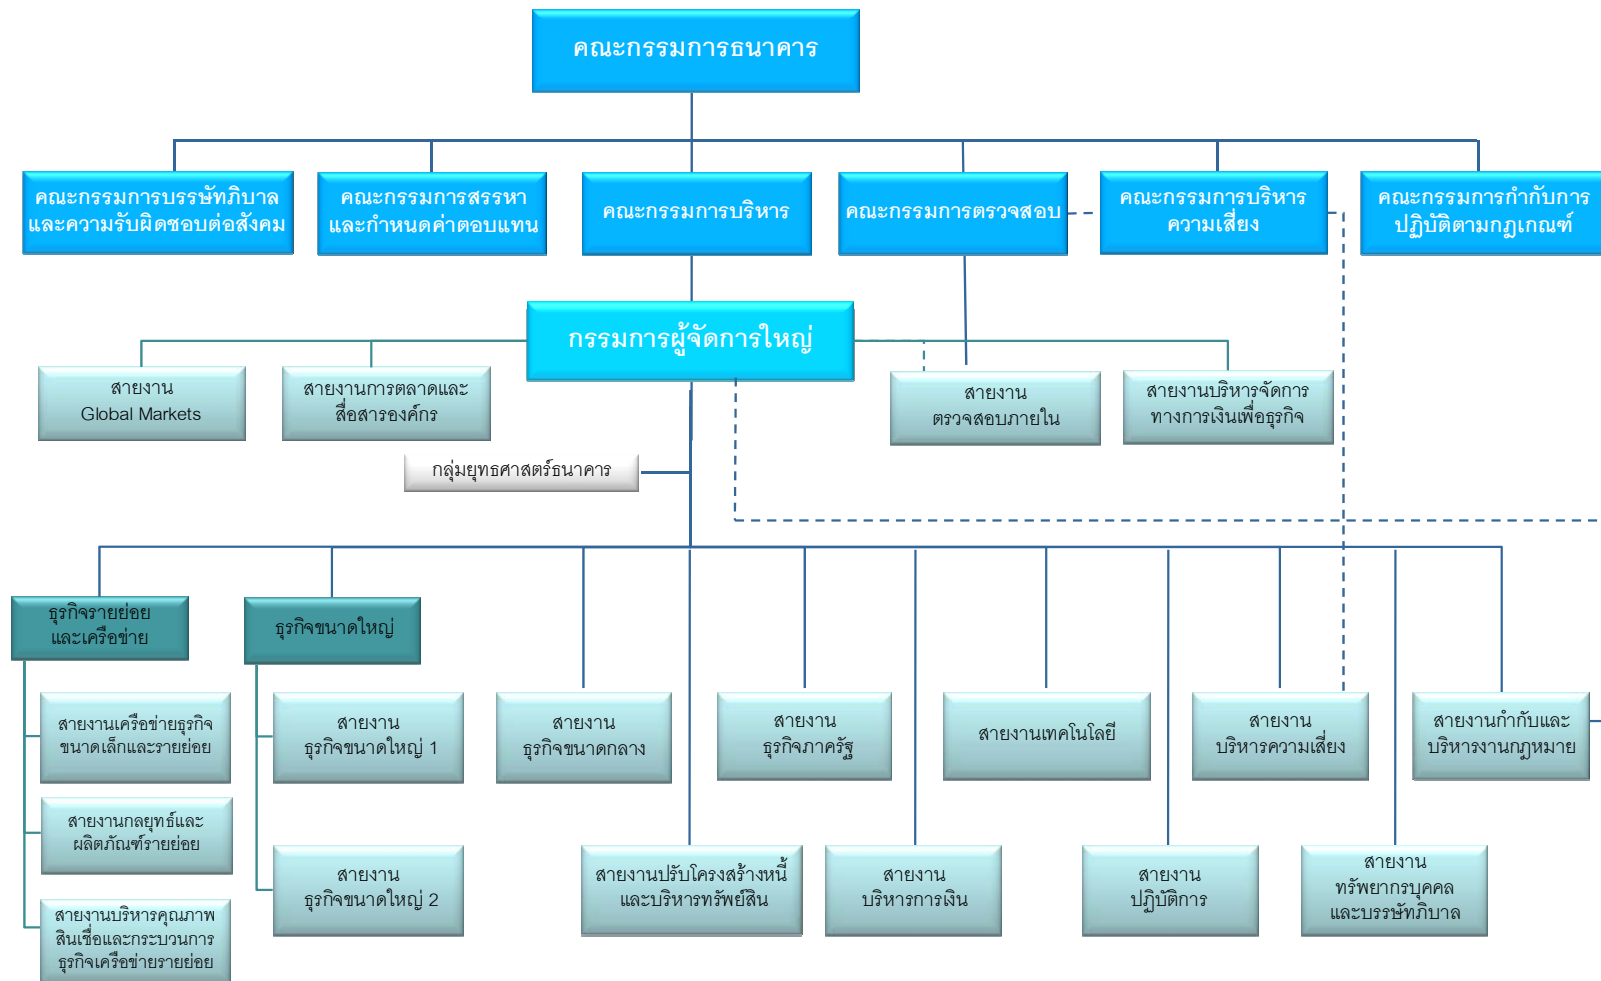 คณะกรรมการธนาคาร
คณะกรรมการบรรษัทภิบาล
และความรับผิดชอบต่อสังคม
คณะกรรมการสรรหา
และกำหนดค่าตอบแทน
คณะกรรมการบริหาร
คณะกรรมการตรวจสอบ
คณะกรรมการบริหาร
ความเสี่ยง
คณะกรรมการกำกับการ
ปฏิบัติตามกฎเกณฑ์
กรรมการผู้จัดการใหญ่
สายงาน
Global Markets
สายงานการตลาดและ
สื่อสารองค์กร
สายงาน
ตรวจสอบภายใน
สายงานบริหารจัดการ
ทางการเงินเพื่อธุรกิจ
กลุ่มยุทธศาสตร์ธนาคาร
ธุรกิจรายย่อย
และเครือข่าย
ธุรกิจขนาดใหญ่
สายงานเครือข่ายธุรกิจ
ขนาดเล็กและรายย่อย
สายงาน
ธุรกิจขนาดใหญ่ 1
สายงาน
ธุรกิจขนาดกลาง
สายงาน
ธุรกิจภาครัฐ
สายงานเทคโนโลยี
สายงาน
บริหารความเสี่ยง
สายงานกำกับและ
บริหารงานกฎหมาย
สายงานกลยุทธ์และ
ผลิตภัณฑ์รายย่อย
สายงาน
ธุรกิจขนาดใหญ่ 2
สายงานปรับโครงสร้างหนี้
และบริหารทรัพย์สิน
สายงาน
บริหารการเงิน
สายงาน
ปฏิบัติการ
สายงาน
ทรัพยากรบุคคล
และบรรษัทภิบาล
สายงานบริหารคุณภาพ
สินเชื่อและกระบวนการ
ธุรกิจเครือข่ายรายย่อย